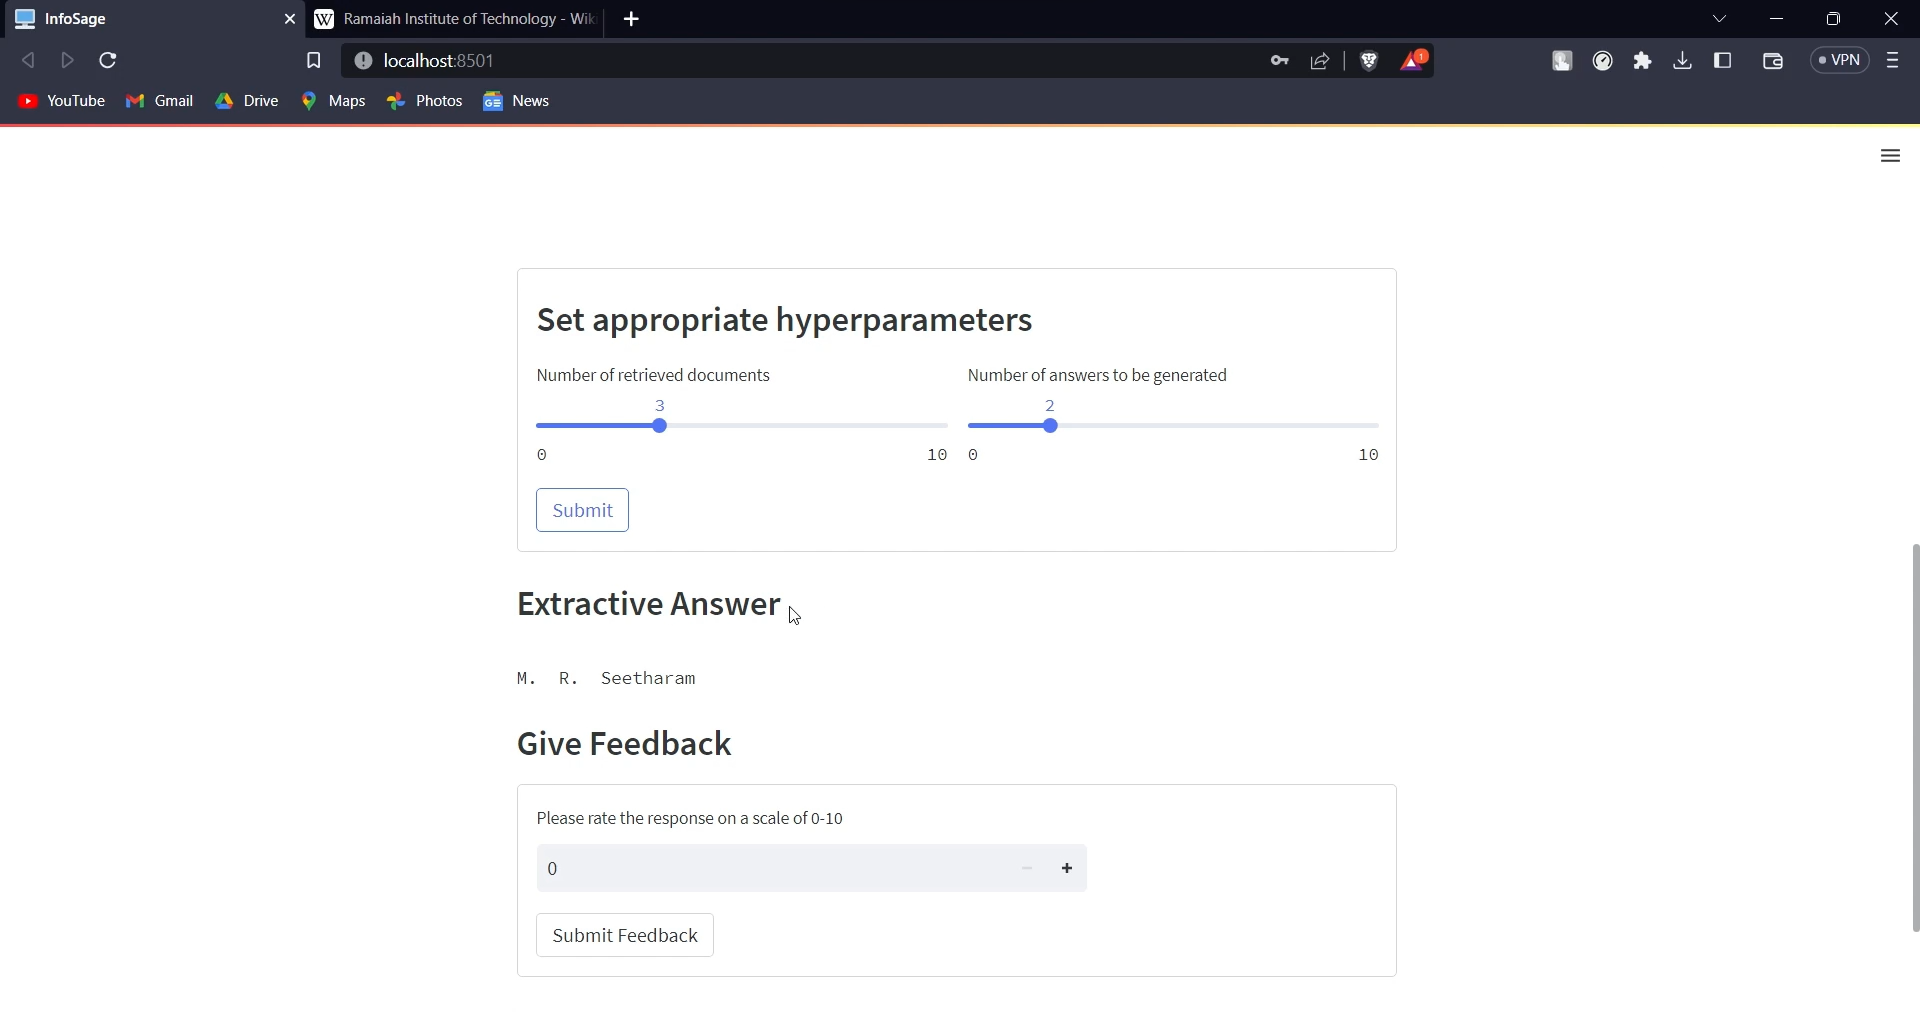 InfoSage
Ramaiah Institute of Technology - Wiki
localhost:8501
1
VPN
YouTube
Gmail
Drive
Maps
Photos
News
Set appropriate hyperparameters
Number of retrieved documents
Number of answers to be generated
3
2
0
10
0
10
Submit
Extractive Answer
M. R. Seetharam
Give Feedback
Please rate the response on a scale of 0-10
0
Submit Feedback